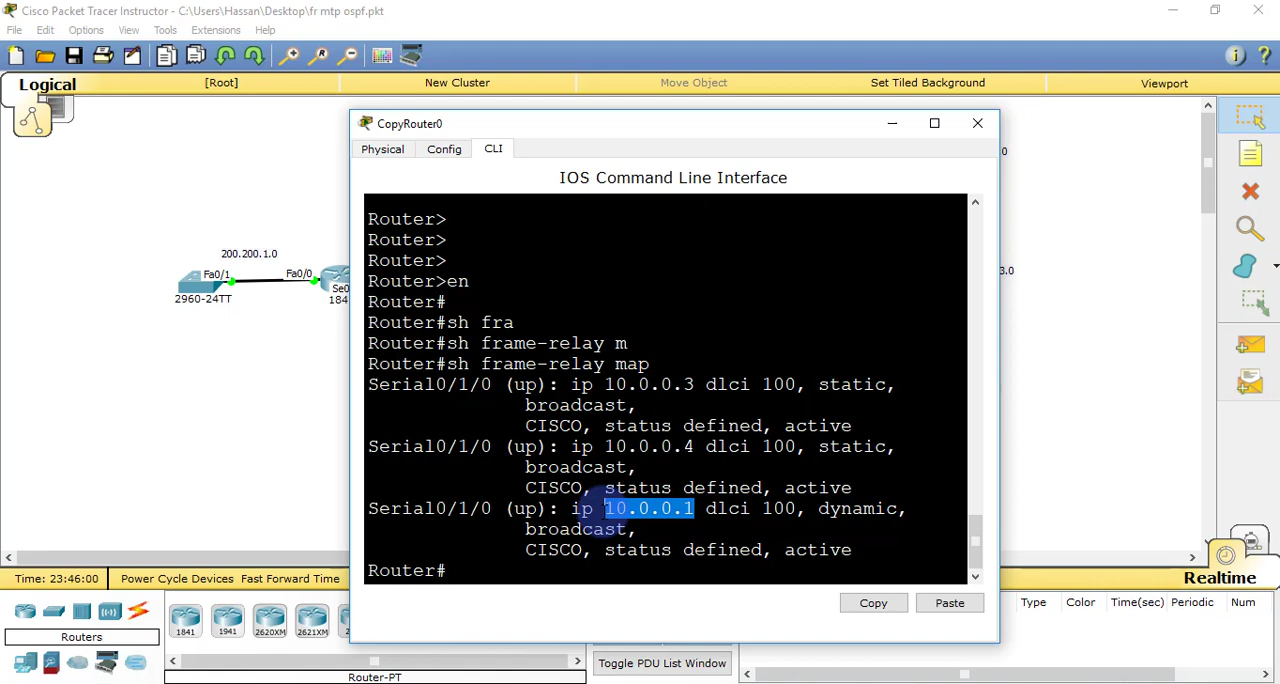 Cisco Packet Tracer Instructor - C:\Users\Hassan\Desktop\fr mtp ospf.pkt
File Edit Options View Tools Extensions Help
Logical
[Root]
New Cluster
Move Object
Set Tiled Background
Viewport
CopyRouter0
Physical Config CLI
IOS Command Line Interface
Router>
Router>
Router>
Router>en
Router#
Router#sh fra
Router#sh frame-relay m
Router#sh frame-relay map
Serial0/1/0 (up): ip 10.0.0.3 dlci 100, static,
broadcast,
CISCO, status defined, active
Serial0/1/0 (up): ip 10.0.0.4 dlci 100, static,
broadcast,
CISCO, status defined, active
Serial0/1/0 (up): ip 10.0.0.1 dlci 100, dynamic,
broadcast,
CISCO, status defined, active
Router#
Copy Paste
200.200.1.0
Fa0/1 Fa0/0
2960-24TT
Se0
184
0
3.0
Time: 23:46:00 Power Cycle Devices Fast Forward Time
Realtime
Routers
1841 1941 2620XM 2621XM 2
Router-PT
Toggle PDU List Window
Type Color Time(sec) Periodic Num